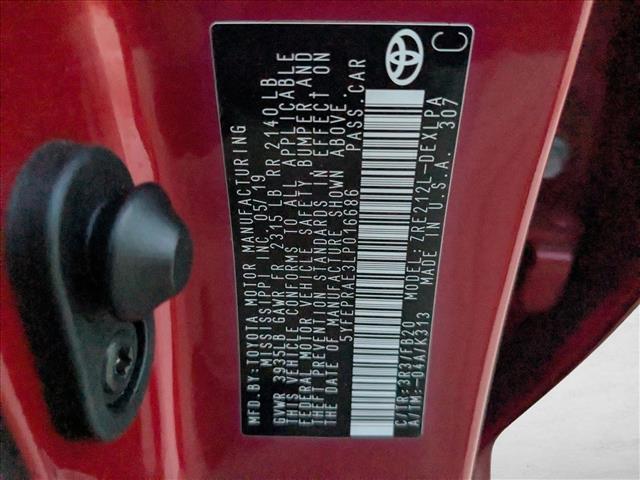 MFD.BY:TOYOTA MOTOR MANUFACTURING
MISSISSIPPI INC. 05/19
GVWR 3935LB GAWR FR 2315 LB RR 2140LB
THIS VEHICLE CONFORMS TO ALL APPLICABLE
FEDERAL MOTOR VEHICLE SAFETY, BUMPER AND
THEFT PREVENTION STANDARDS IN EFFECT ON
THE DATE OF MANUFACTURE SHOWN ABOVE.
5YFEPRAE3LP016686 PASS.CAR
C/TR:3R3/FB20 MODEL:ZRE212L-DEXLPA
A/TM:-04A/K313 MADE IN U.S.A. 307
C